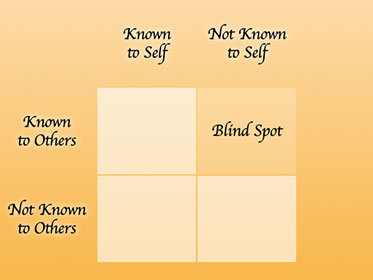 Known
to Self
Not Known
to Self
Known
to Others
Blind Spot
Not Known
to Others